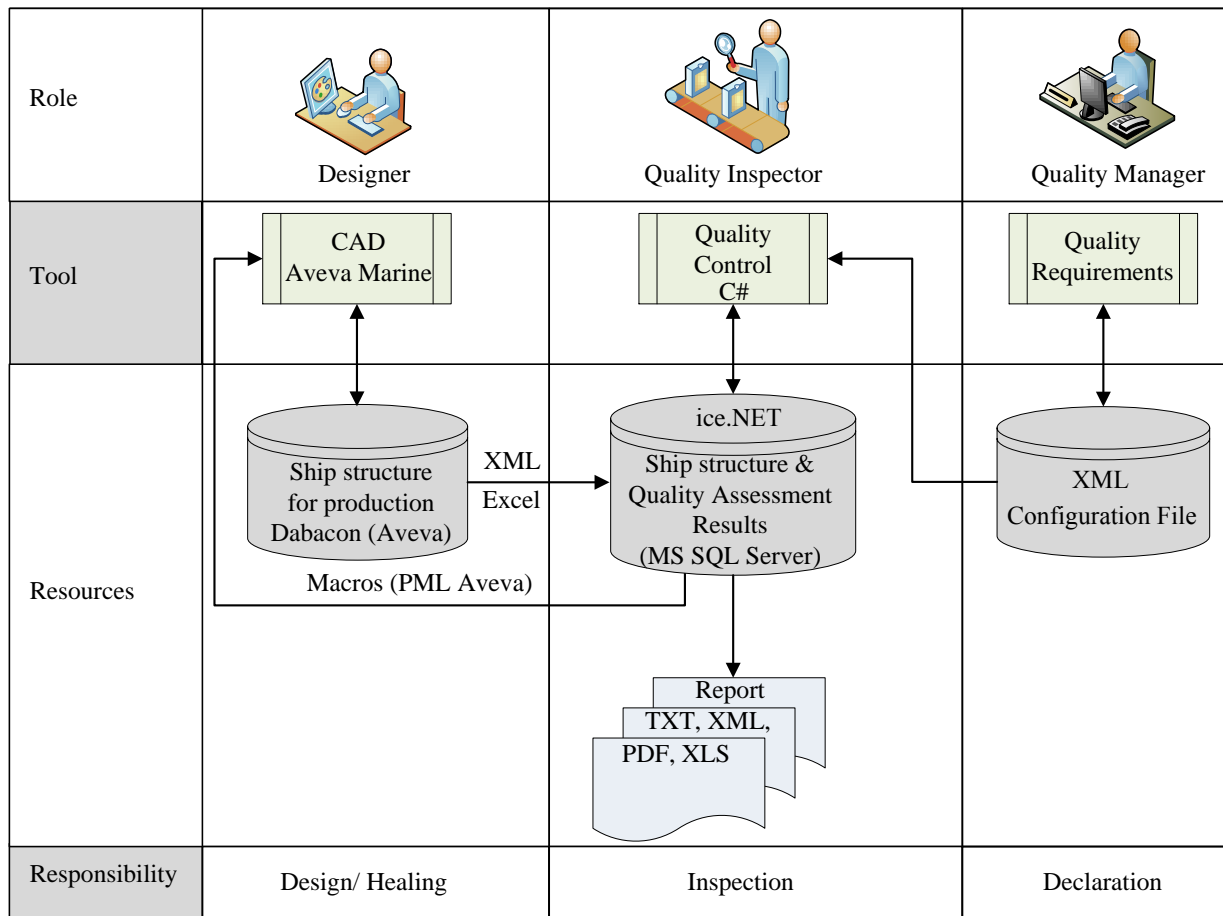 Role
Designer
Quality Inspector
Quality Manager
Tool
CAD
Aveva Marine
Quality
Control
C#
Quality
Requirements
Resources
Ship structure
for production
Dabacon (Aveva)
XML
Excel
ice.NET
Ship structure &
Quality Assessment
Results
(MS SQL Server)
XML
Configuration File
Macros (PML Aveva)
Report
TXT, XML,
PDF, XLS
Responsibility
Design/ Healing
Inspection
Declaration